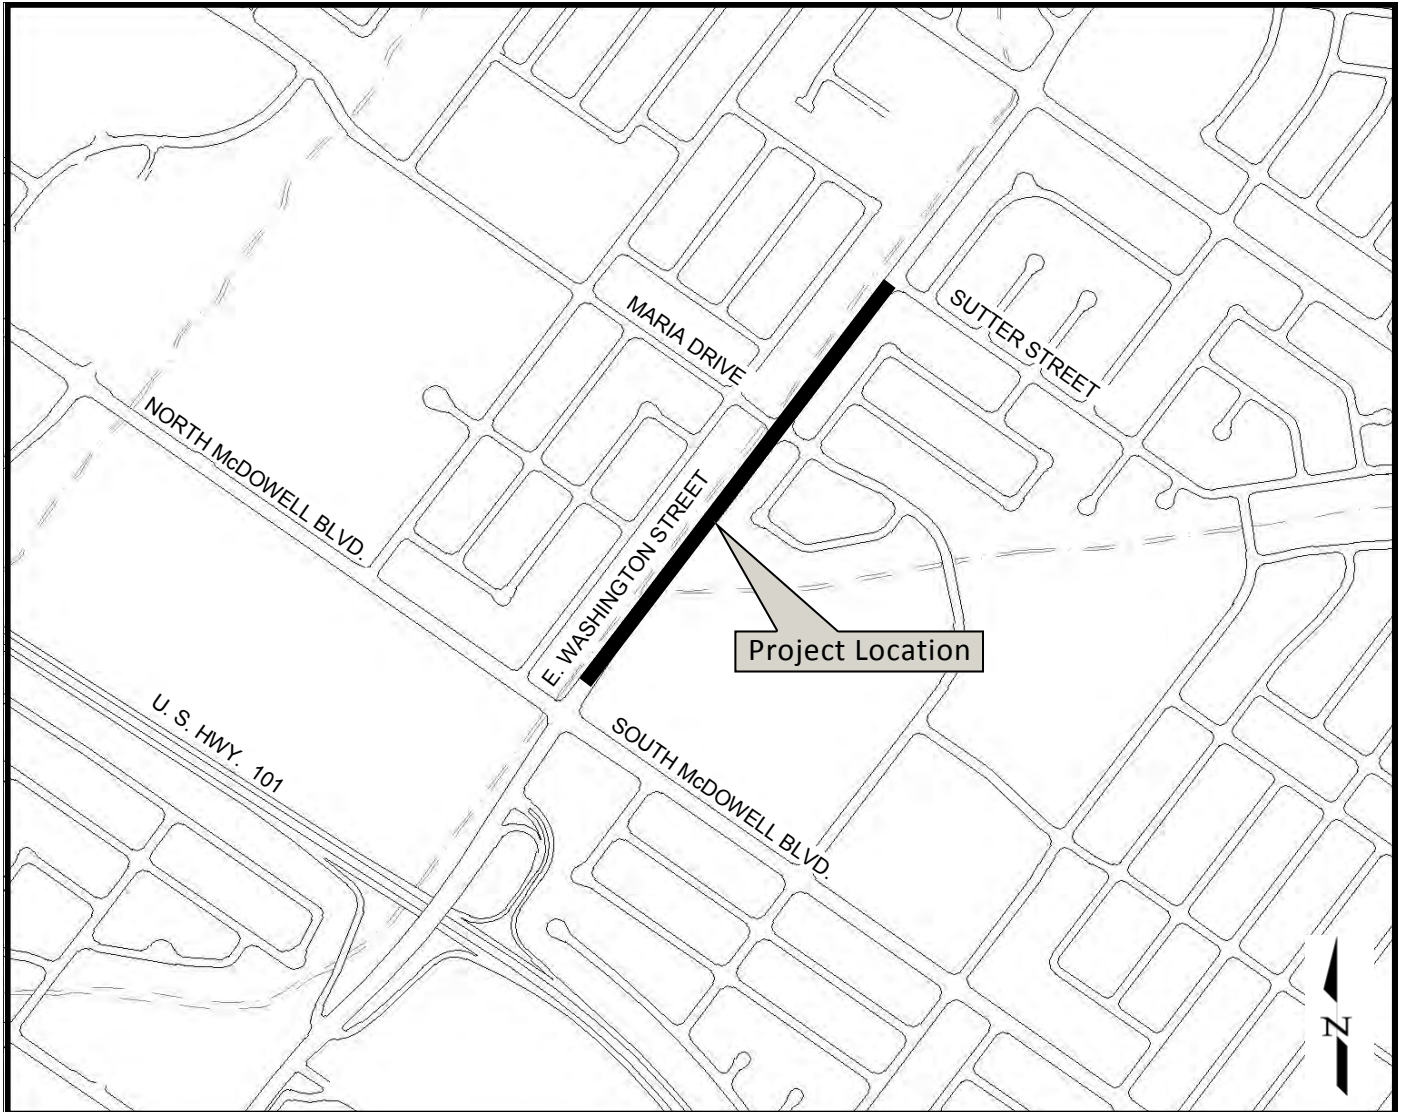 SUTTER STREET
MARIA DRIVE
NORTH McDOWELL BLVD.
E. WASHINGTON STREET
Project Location
U. S. HWY. 101
SOUTH McDOWELL BLVD.
N